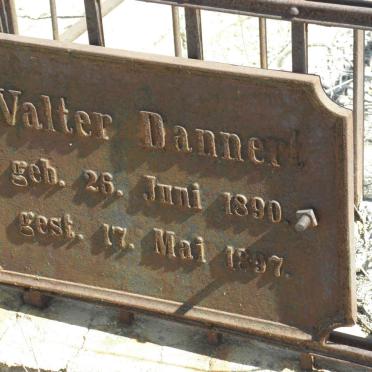 Walter Dannert
geb. 26. Juni 1890.
gest. 17. Mai 1897.